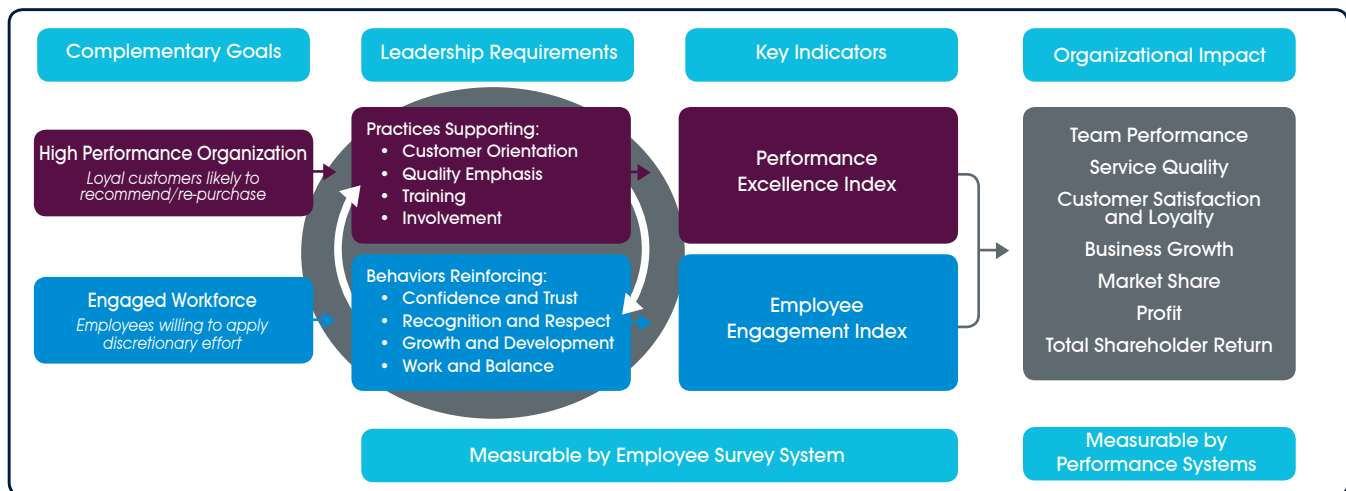 Complementary Goals
Leadership Requirements
Key Indicators
Organizational Impact
High Performance Organization
Loyal customers likely to
recommend/re-purchase
Practices Supporting:
• Customer Orientation
• Quality Emphasis
• Training
• Involvement
Performance
Excellence Index
Engaged Workforce
Employees willing to apply
discretionary effort
Behaviors Reinforcing:
• Confidence and Trust
• Recognition and Respect
• Growth and Development
• Work and Balance
Employee
Engagement Index
Team Performance
Service Quality
Customer Satisfaction
and Loyalty
Business Growth
Market Share
Profit
Total Shareholder Return
Measurable by Employee Survey System
Measurable by
Performance Systems